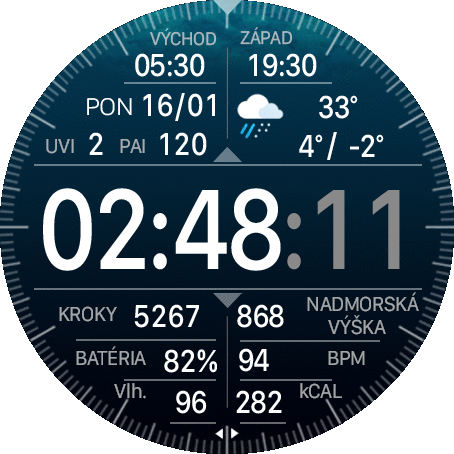 VÝCHOD ZÁPAD
05:30 19:30
PON 16/01 33°
UVI 2 PAI 120 4°/ -2°
02:48:11
KROKY 5267 868 NADMORSKÁ VÝŠKA
BATÉRIA 82% 94 BPM
Vlh. 96 282 kCAL